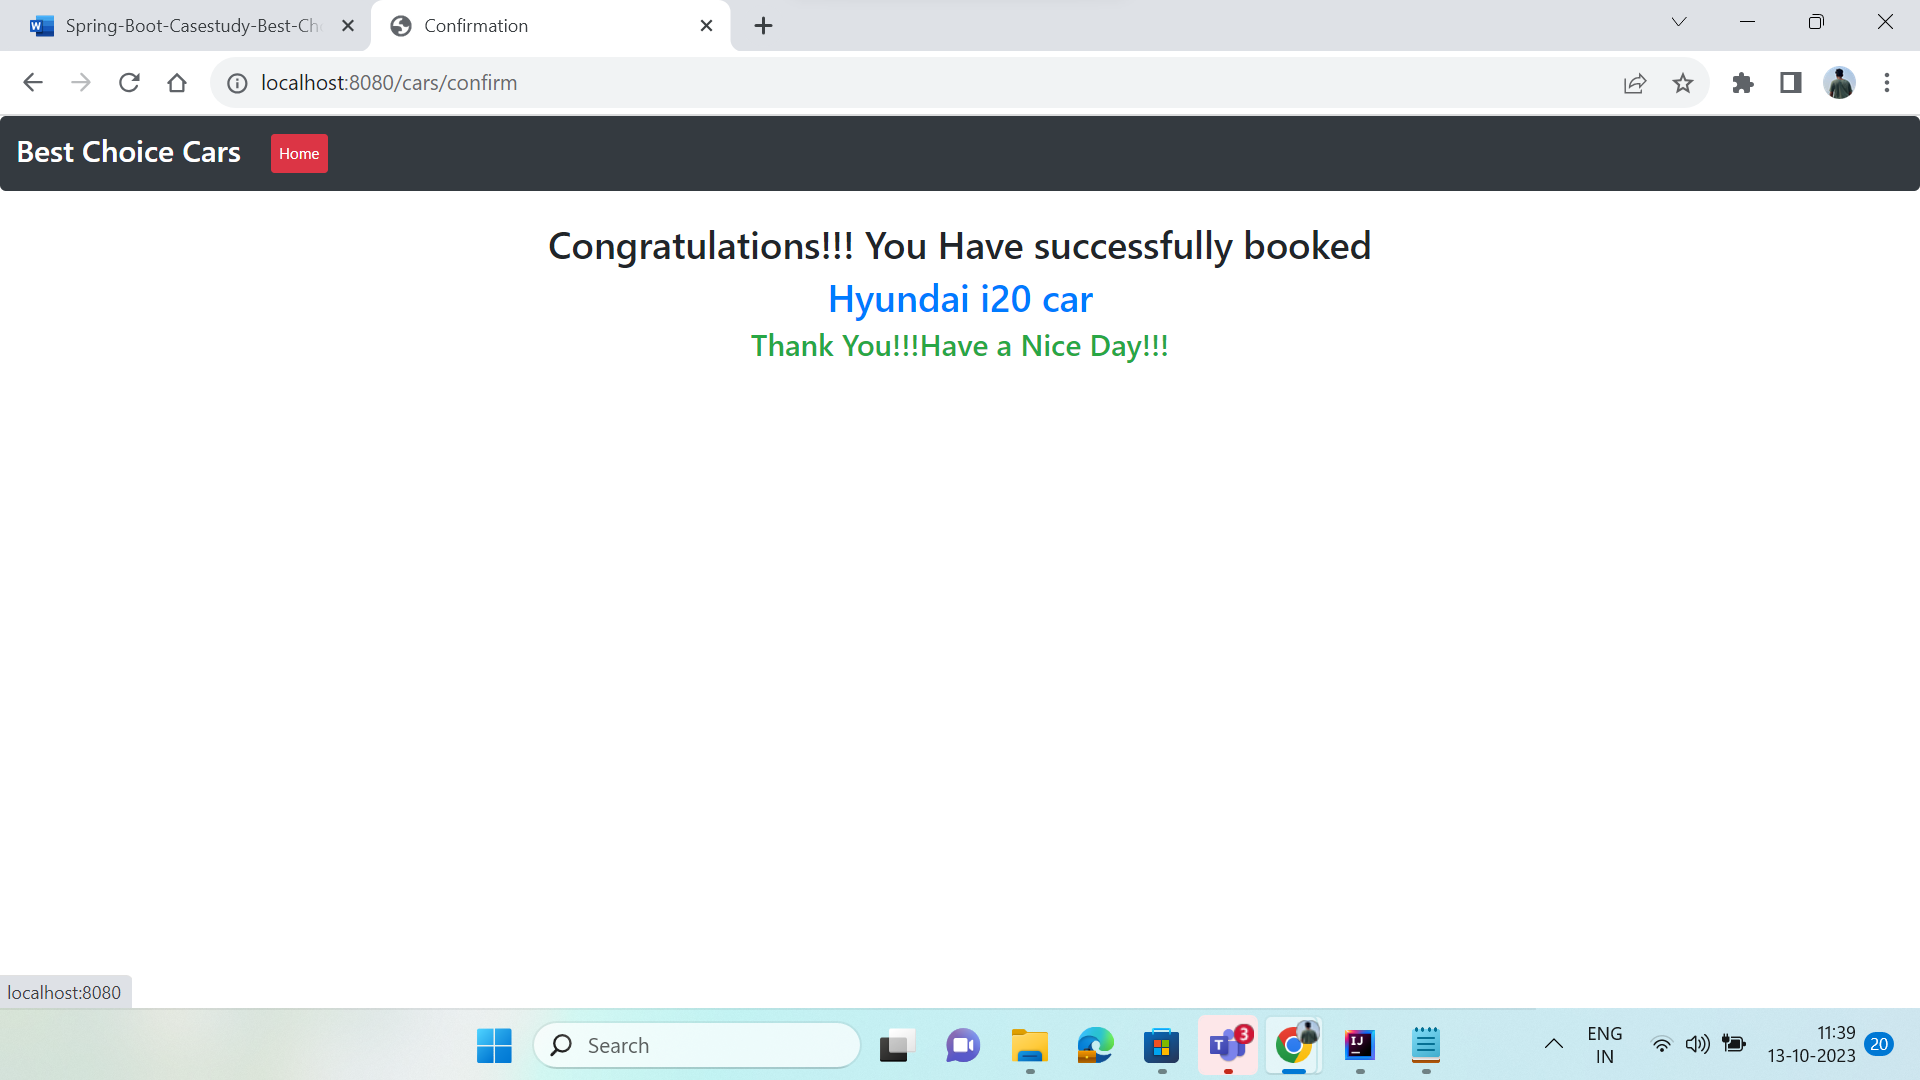 Spring-Boot-Casestudy-Best-Ch
Confirmation
localhost:8080/cars/confirm
Best Choice Cars
Home
Congratulations!!! You Have successfully booked
Hyundai i20 car
Thank You!!!Have a Nice Day!!!
localhost:8080
Search
3
ENG
IN
11:39
13-10-2023
20